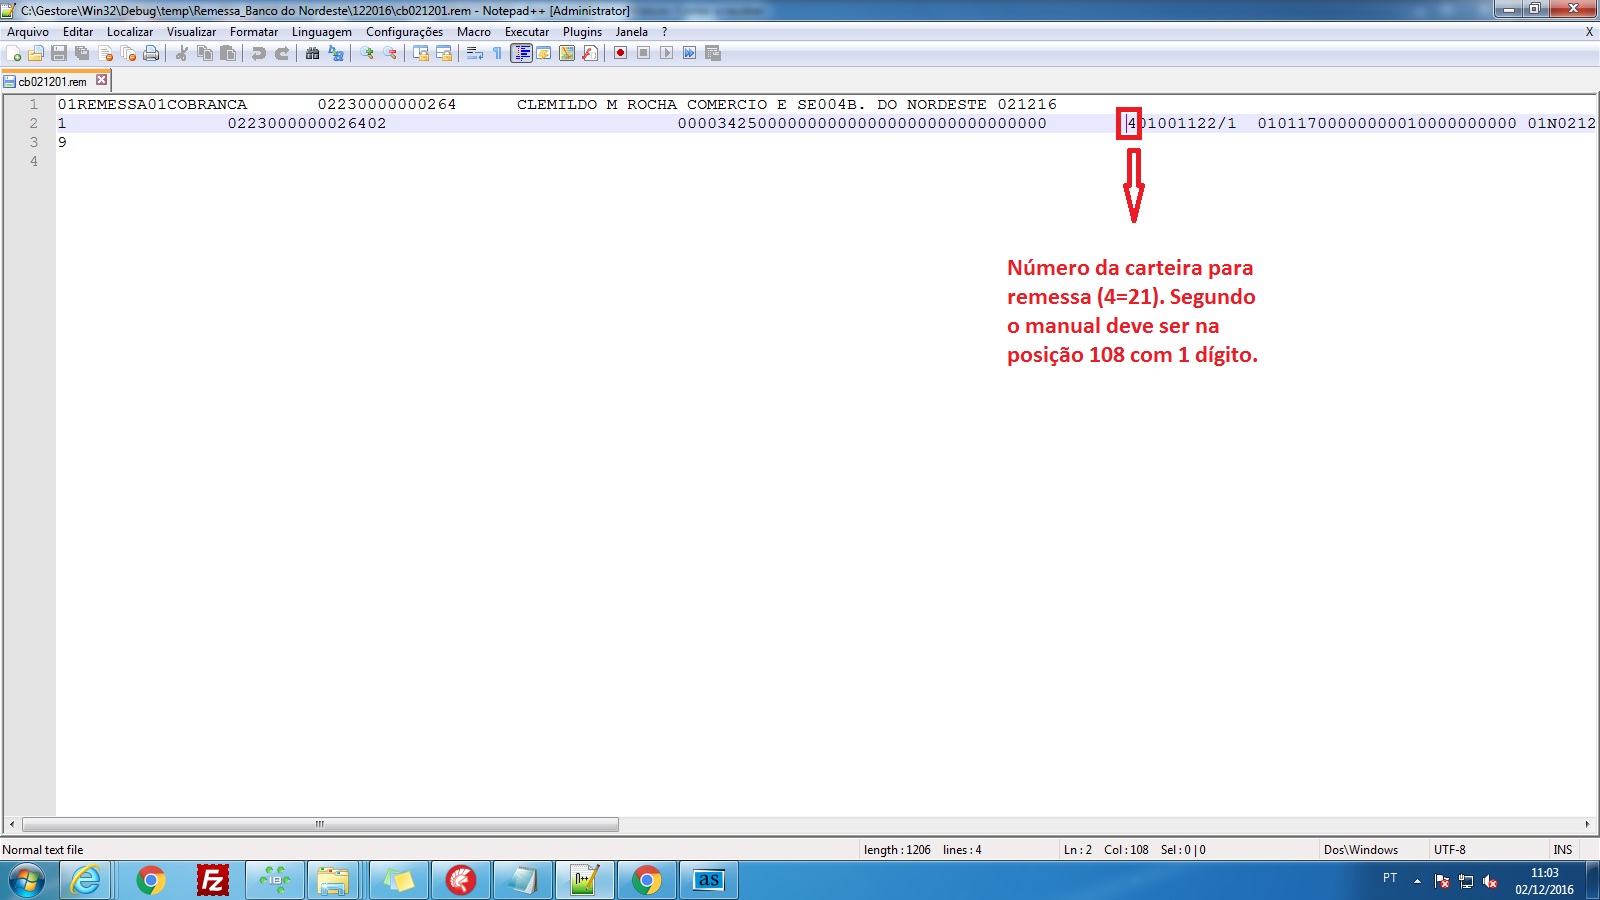 C:\Gestore\Win32\Debug\temp\Remessa_Banco do Nordeste\122016\cb021201.rem - Notepad++ [Administrator]
Arquivo Editar Localizar Visualizar Formatar Linguagem Configurações Macro Executar Plugins Janela ? X
cb021201.rem
1 01REMESSA01COBRANCA       02230000000264      CLEMILDO M ROCHA COMERCIO E SE004B. DO NORDESTE 021216
2 1                0223000000026402                             0000342500000000000000000000000000000        401001122/1  01011700000000010000000000 01N0212
3 9
4
Número da carteira para
remessa (4=21). Segundo
o manual deve ser na
posição 108 com 1 dígito.
Normal text file length : 1206 lines : 4 Ln : 2 Col : 108 Sel : 0 | 0 Dos\Windows UTF-8 INS
Fz
as
PT
11:03
02/12/2016